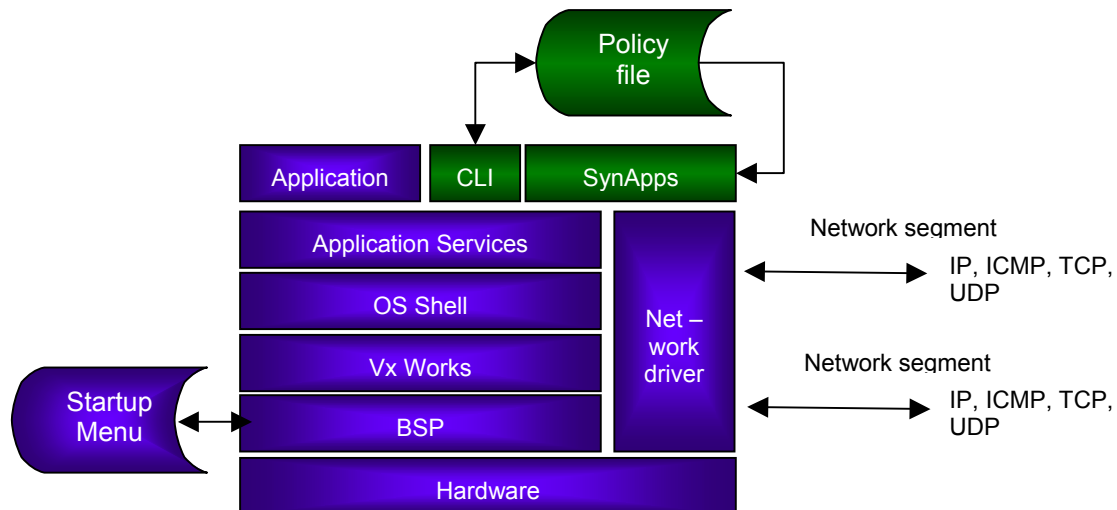 Policy
file
Application
CLI
SynApps
Application Services
Network segment
IP, ICMP, TCP,
UDP
OS Shell
Net –
work
driver
Vx Works
Network segment
IP, ICMP, TCP,
UDP
Startup
Menu
BSP
Hardware